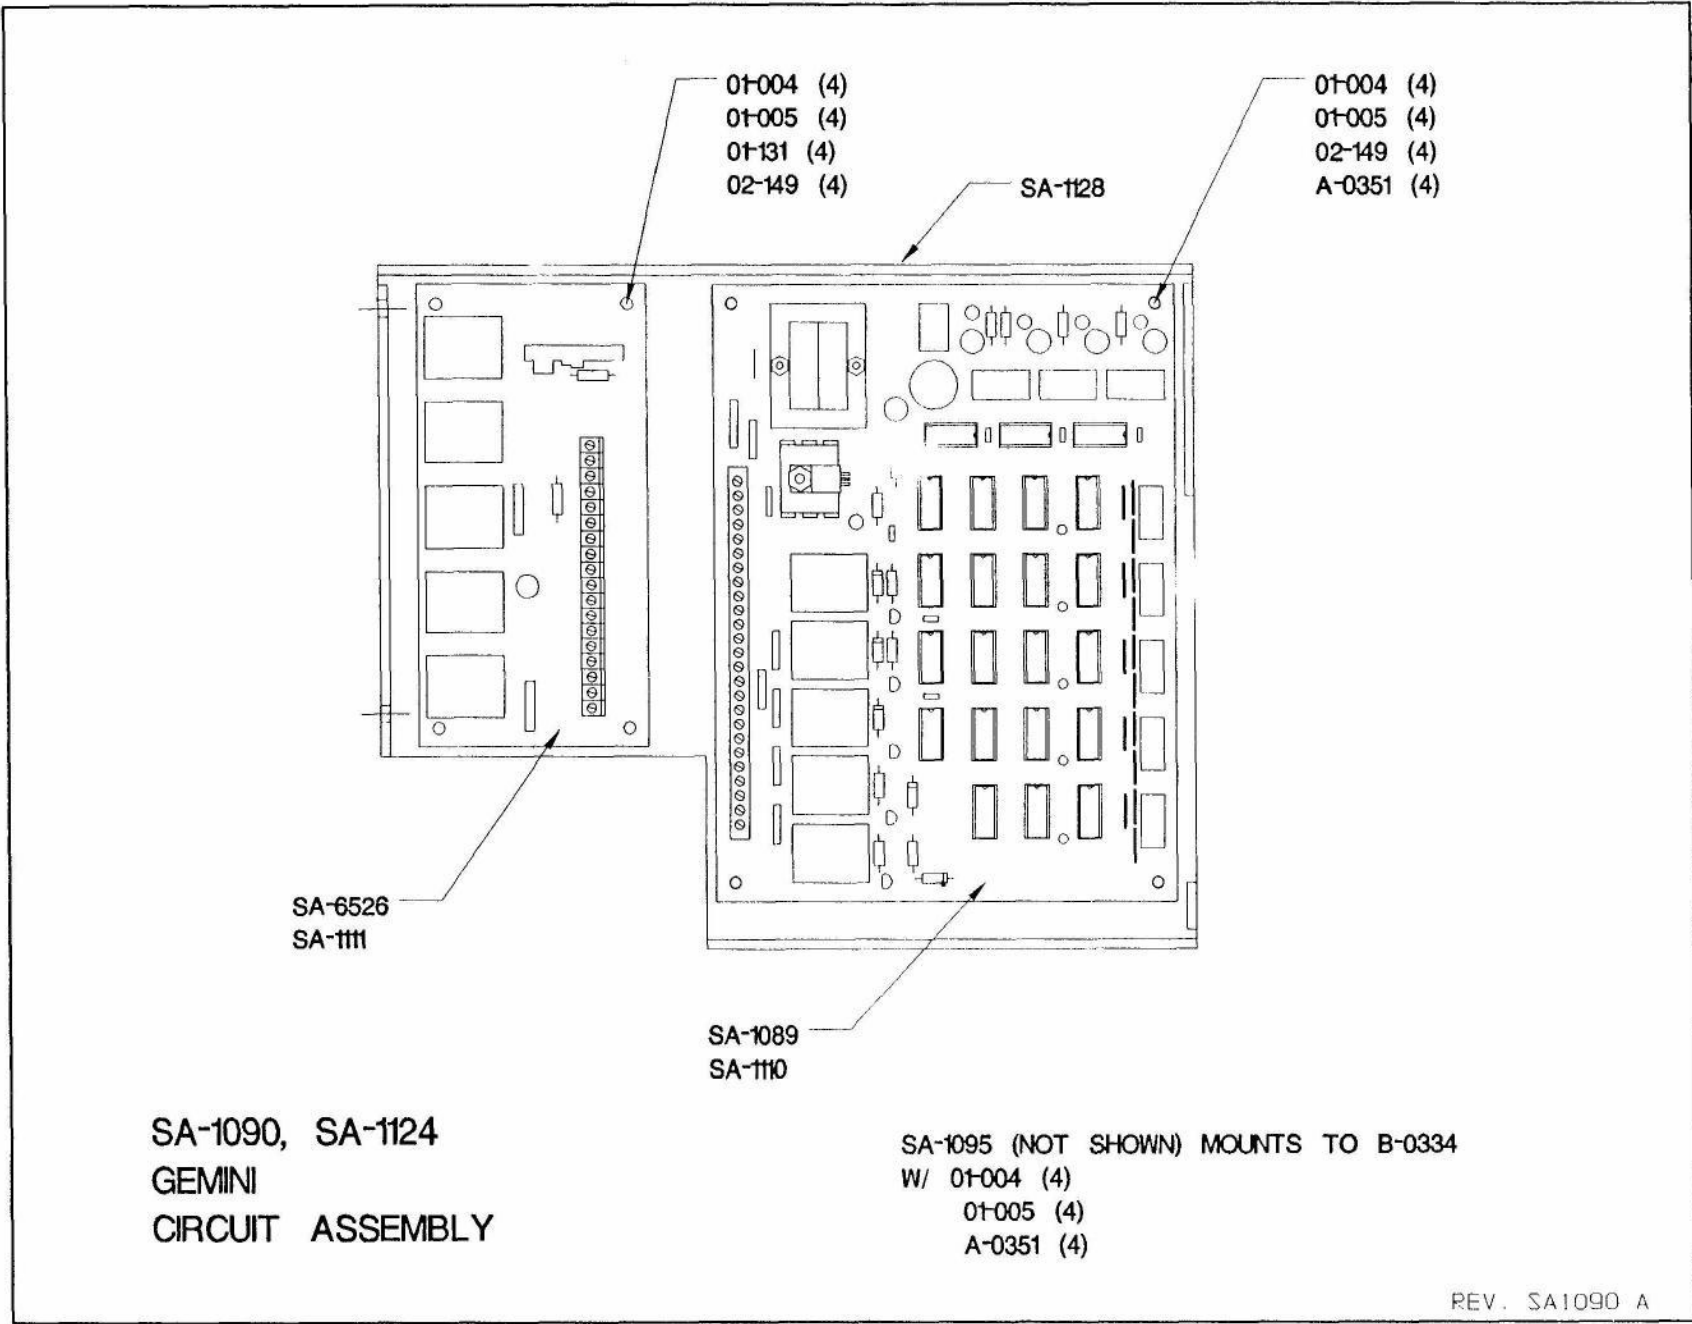 01-004 (4)
01-005 (4)
01-131 (4)
02-149 (4)
01-004 (4)
01-005 (4)
02-149 (4)
A-0351 (4)
SA-1128
SA-6526
SA-1111
SA-1089
SA-1110
SA-1090, SA-1124
GEMINI
CIRCUIT ASSEMBLY
SA-1095 (NOT SHOWN) MOUNTS TO B-0334
W/ 01-004 (4)
01-005 (4)
A-0351 (4)
REV. SA1090 A